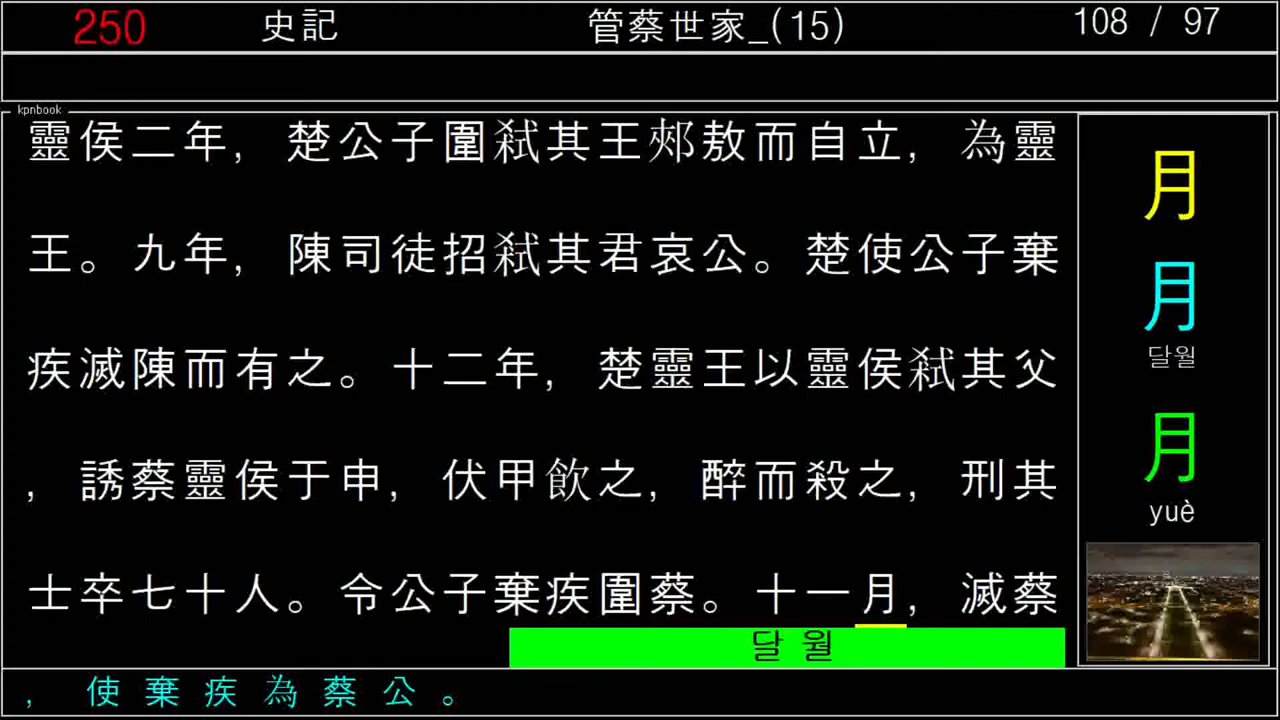 250 史記 管蔡世家_(15) 108 / 97
kpnbook
靈侯二年, 楚公子圍弑其王郟敖而自立, 為靈
王。九年, 陳司徒招弑其君哀公。楚使公子棄
疾滅陳而有之。十二年, 楚靈王以靈侯弑其父
, 誘蔡靈侯于申, 伏甲飲之, 醉而殺之, 刑其
士卒七十人。令公子棄疾圍蔡。十一月, 滅蔡
달 월
, 使棄疾為蔡公。
月
月
달월
月
yuè